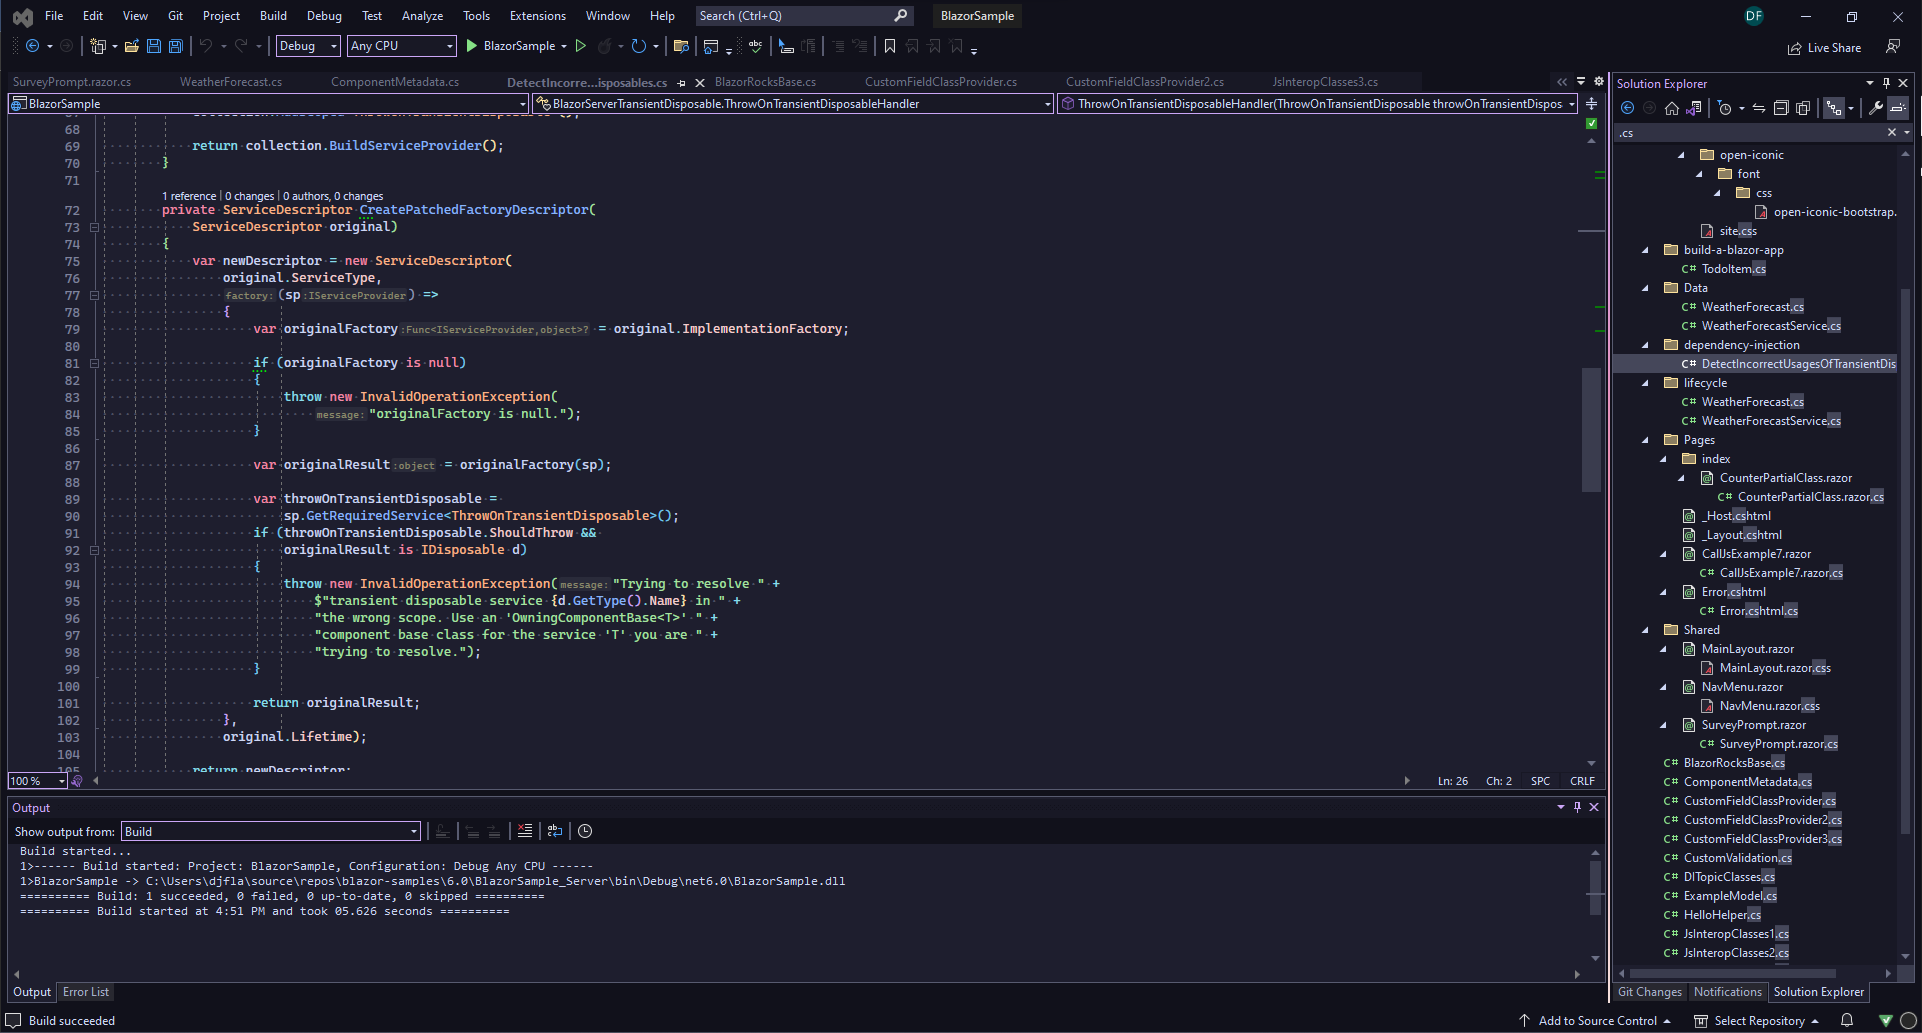 File Edit View Git Project Build Debug Test Analyze Tools Extensions Window Help Search (Ctrl+Q) BlazorSample DF
Debug Any CPU BlazorSample Live Share
SurveyPrompt.razor.cs WeatherForecast.cs ComponentMetadata.cs DetectIncorre...isposables.cs BlazorRocksBase.cs CustomFieldClassProvider.cs CustomFieldClassProvider2.cs JsInteropClasses3.cs
BlazorSample BlazorServerTransientDisposable.ThrowOnTransientDisposableHandler ThrowOnTransientDisposableHandler(ThrowOnTransientDisposable throwOnTransientDispos
68
69 return collection.BuildServiceProvider();
70 }
71
1 reference | 0 changes | 0 authors, 0 changes
72 private ServiceDescriptor CreatePatchedFactoryDescriptor(
73 ServiceDescriptor original)
74 {
75 var newDescriptor = new ServiceDescriptor(
76 original.ServiceType,
77 factory: (sp :IServiceProvider) =>
78 {
79 var originalFactory :Func<IServiceProvider,object>? = original.ImplementationFactory;
80
81 if (originalFactory is null)
82 {
83 throw new InvalidOperationException(
84 message: "originalFactory is null.");
85 }
86
87 var originalResult :object = originalFactory(sp);
88
89 var throwOnTransientDisposable =
90 sp.GetRequiredService<ThrowOnTransientDisposable>();
91 if (throwOnTransientDisposable.ShouldThrow &&
92 originalResult is IDisposable d)
93 {
94 throw new InvalidOperationException(message: "Trying to resolve " +
95 $"transient disposable service {d.GetType().Name} in " +
96 "the wrong scope. Use an 'OwningComponentBase<T>' " +
97 "component base class for the service 'T' you are " +
98 "trying to resolve.");
99 }
100
101 return originalResult;
102 },
103 original.Lifetime);
104
105 return newDescriptor;
100 % Ln: 26 Ch: 2 SPC CRLF
Output
Show output from: Build
Build started...
1>------ Build started: Project: BlazorSample, Configuration: Debug Any CPU ------
1>BlazorSample -> C:\Users\djfla\source\repos\blazor-samples\6.0\BlazorSample_Server\bin\Debug\net6.0\BlazorSample.dll
========== Build: 1 succeeded, 0 failed, 0 up-to-date, 0 skipped ==========
========== Build started at 4:51 PM and took 05.626 seconds ==========
Output Error List
Solution Explorer
.cs
open-iconic
font
css
open-iconic-bootstrap.
site.css
build-a-blazor-app
C# TodoItem.cs
Data
C# WeatherForecast.cs
C# WeatherForecastService.cs
dependency-injection
C# DetectIncorrectUsagesOfTransientDis
lifecycle
C# WeatherForecast.cs
C# WeatherForecastService.cs
Pages
index
CounterPartialClass.razor
C# CounterPartialClass.razor.cs
_Host.cshtml
_Layout.cshtml
CallJsExample7.razor
C# CallJsExample7.razor.cs
Error.cshtml
C# Error.cshtml.cs
Shared
MainLayout.razor
MainLayout.razor.css
NavMenu.razor
NavMenu.razor.css
SurveyPrompt.razor
C# SurveyPrompt.razor.cs
C# BlazorRocksBase.cs
C# ComponentMetadata.cs
C# CustomFieldClassProvider.cs
C# CustomFieldClassProvider2.cs
C# CustomFieldClassProvider3.cs
C# CustomValidation.cs
C# DITopicClasses.cs
C# ExampleModel.cs
C# HelloHelper.cs
C# JsInteropClasses1.cs
C# JsInteropClasses2.cs
Git Changes Notifications Solution Explorer
Build succeeded Add to Source Control Select Repository